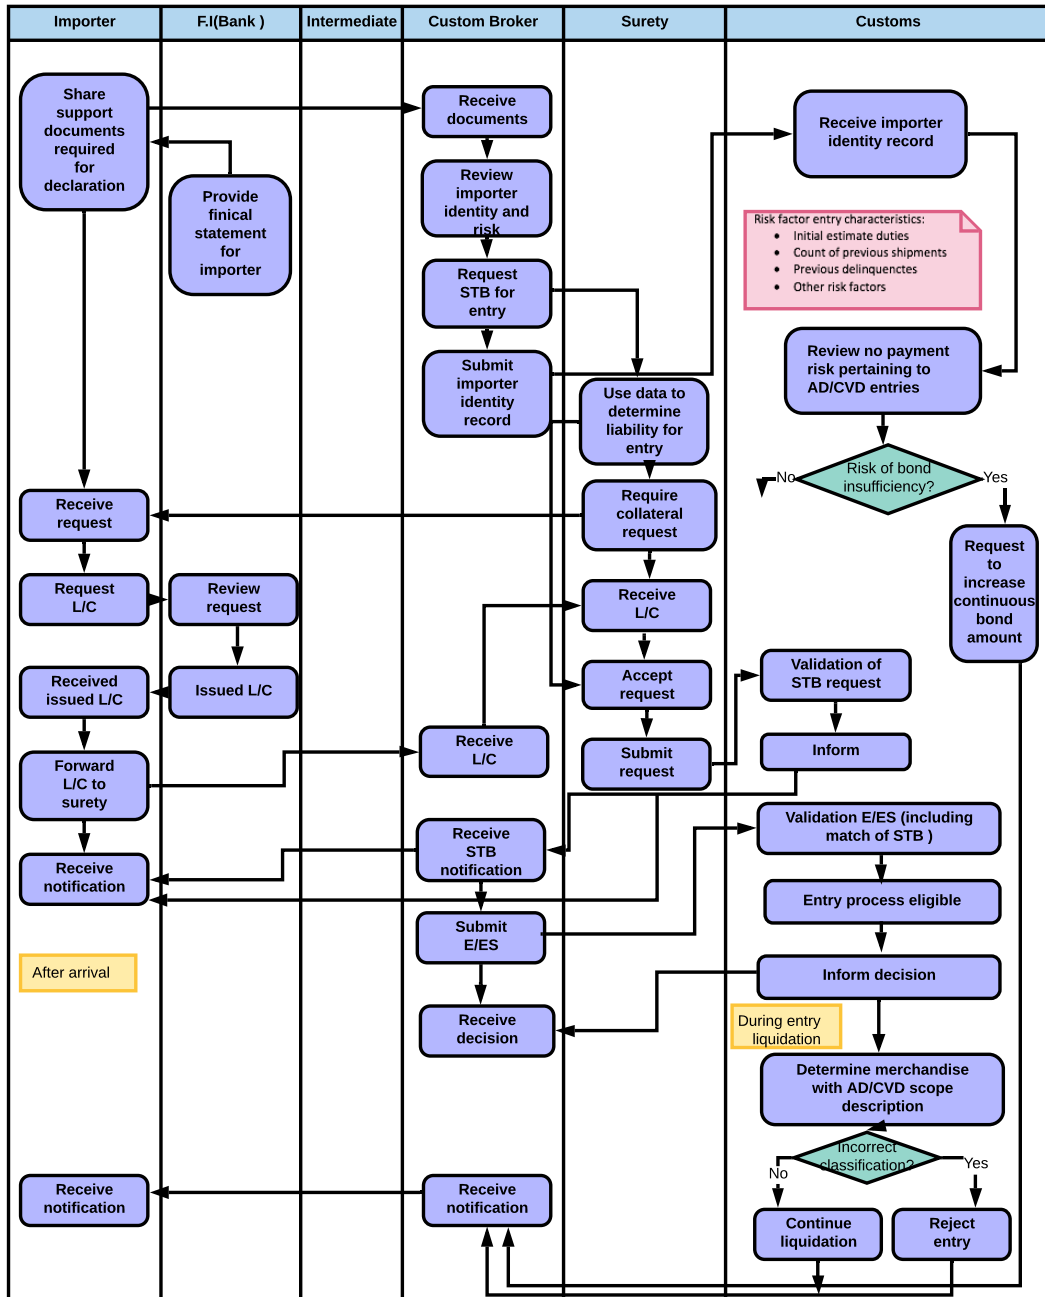 Importer
F.I(Bank )
Intermediate
Custom Broker
Surety
Customs
Share
support
documents
required
for
declaration
Provide
finical
statement
for
importer
Receive
documents
Review
importer
identity and
risk
Request
STB for
entry
Submit
importer
identity
record
Receive importer
identity record
Risk factor entry characteristics:
• Initial estimate duties
• Count of previous shipments
• Previous delinquenctes
• Other risk factors
Review no payment
risk pertaining to
AD/CVD entries
Use data to
determine
liability for
entry
Risk of bond
insufficiency?
No
Yes
Receive
request
Require
collateral
request
Request
to
increase
continuous
bond
amount
Request
L/C
Review
request
Receive
L/C
Received
issued L/C
Issued L/C
Accept
request
Validation of
STB request
Forward
L/C to
surety
Receive
L/C
Submit
request
Inform
Receive
notification
Receive
STB
notification
Validation E/ES (including
match of STB )
Entry process eligible
Submit
E/ES
After arrival
Inform decision
Receive
decision
During entry
liquidation
Determine merchandise
with AD/CVD scope
description
Incorrect
classification?
No
Yes
Receive
notification
Receive
notification
Continue
liquidation
Reject
entry